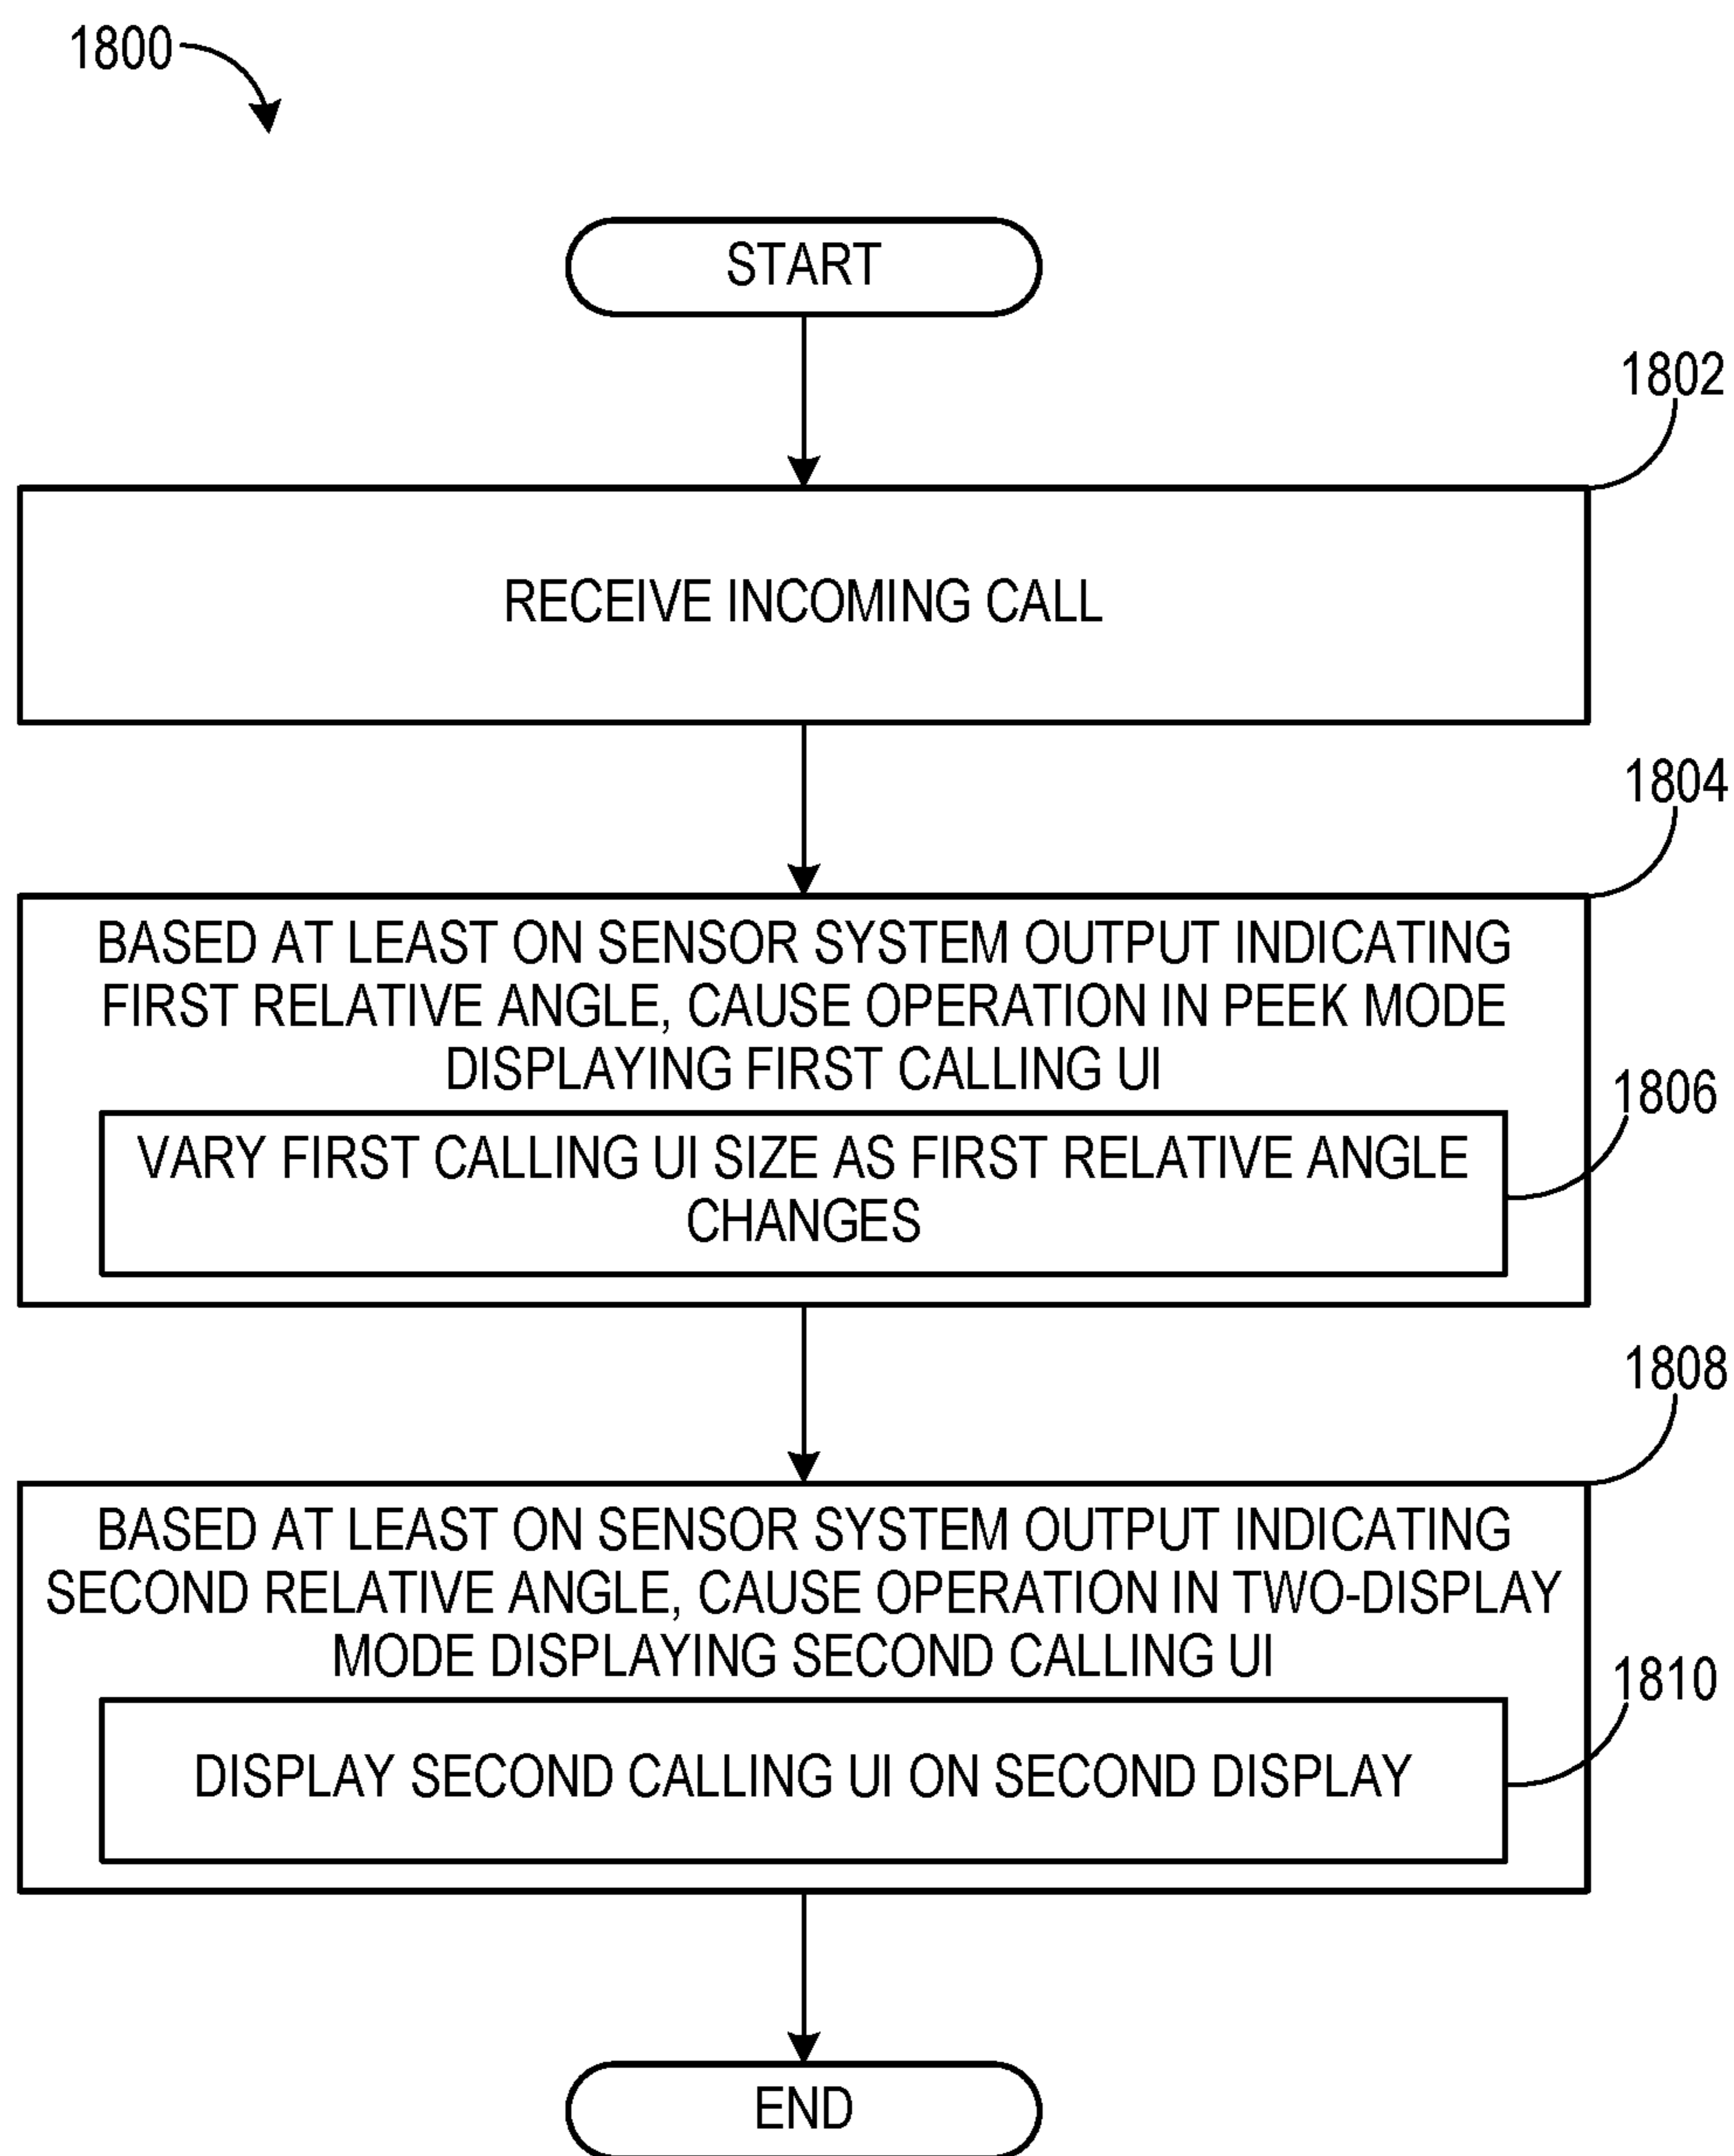 1800
START
1802
RECEIVE INCOMING CALL
1804
BASED AT LEAST ON SENSOR SYSTEM OUTPUT INDICATING
FIRST RELATIVE ANGLE, CAUSE OPERATION IN PEEK MODE
DISPLAYING FIRST CALLING UI
1806
VARY FIRST CALLING UI SIZE AS FIRST RELATIVE ANGLE
CHANGES
1808
BASED AT LEAST ON SENSOR SYSTEM OUTPUT INDICATING
SECOND RELATIVE ANGLE, CAUSE OPERATION IN TWO-DISPLAY
MODE DISPLAYING SECOND CALLING UI
1810
DISPLAY SECOND CALLING UI ON SECOND DISPLAY
END